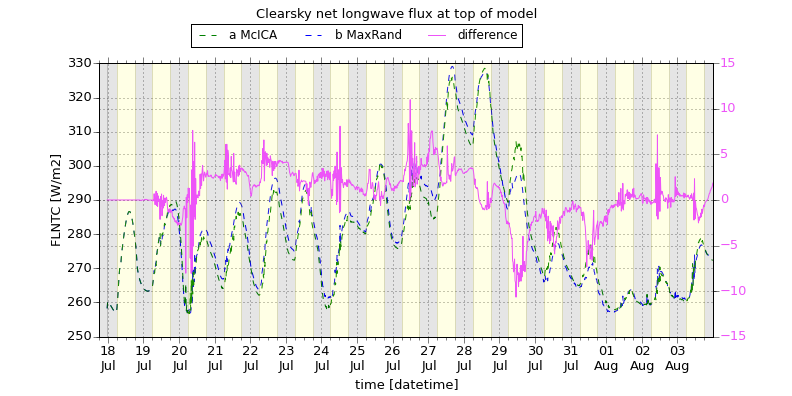 Clearsky net longwave flux at top of model
a McICA b MaxRand difference
FLNTC [W/m2]
330
320
310
300
290
280
270
260
250
15
10
5
0
−5
−10
−15
18 19 20 21 22 23 24 25 26 27 28 29 30 31 01 02 03
Jul Jul Jul Jul Jul Jul Jul Jul Jul Jul Jul Jul Jul Jul Aug Aug Aug
time [datetime]